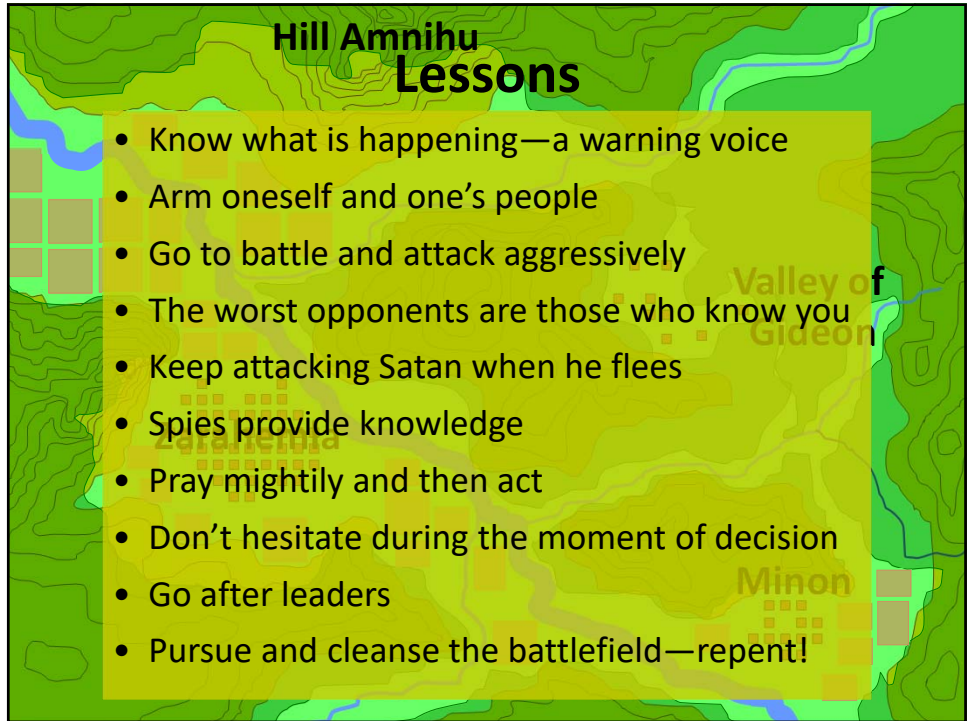 Hill Amnihu
Lessons
• Know what is happening—a warning voice
• Arm oneself and one's people
• Go to battle and attack aggressively
Valley of
• The worst opponents are those who know you
Gideon
• Keep attacking Satan when he flees
• Spies provide knowledge
Zarahemla
• Pray mightily and then act
• Don't hesitate during the moment of decision
Minon
• Go after leaders
• Pursue and cleanse the battlefield—repent!